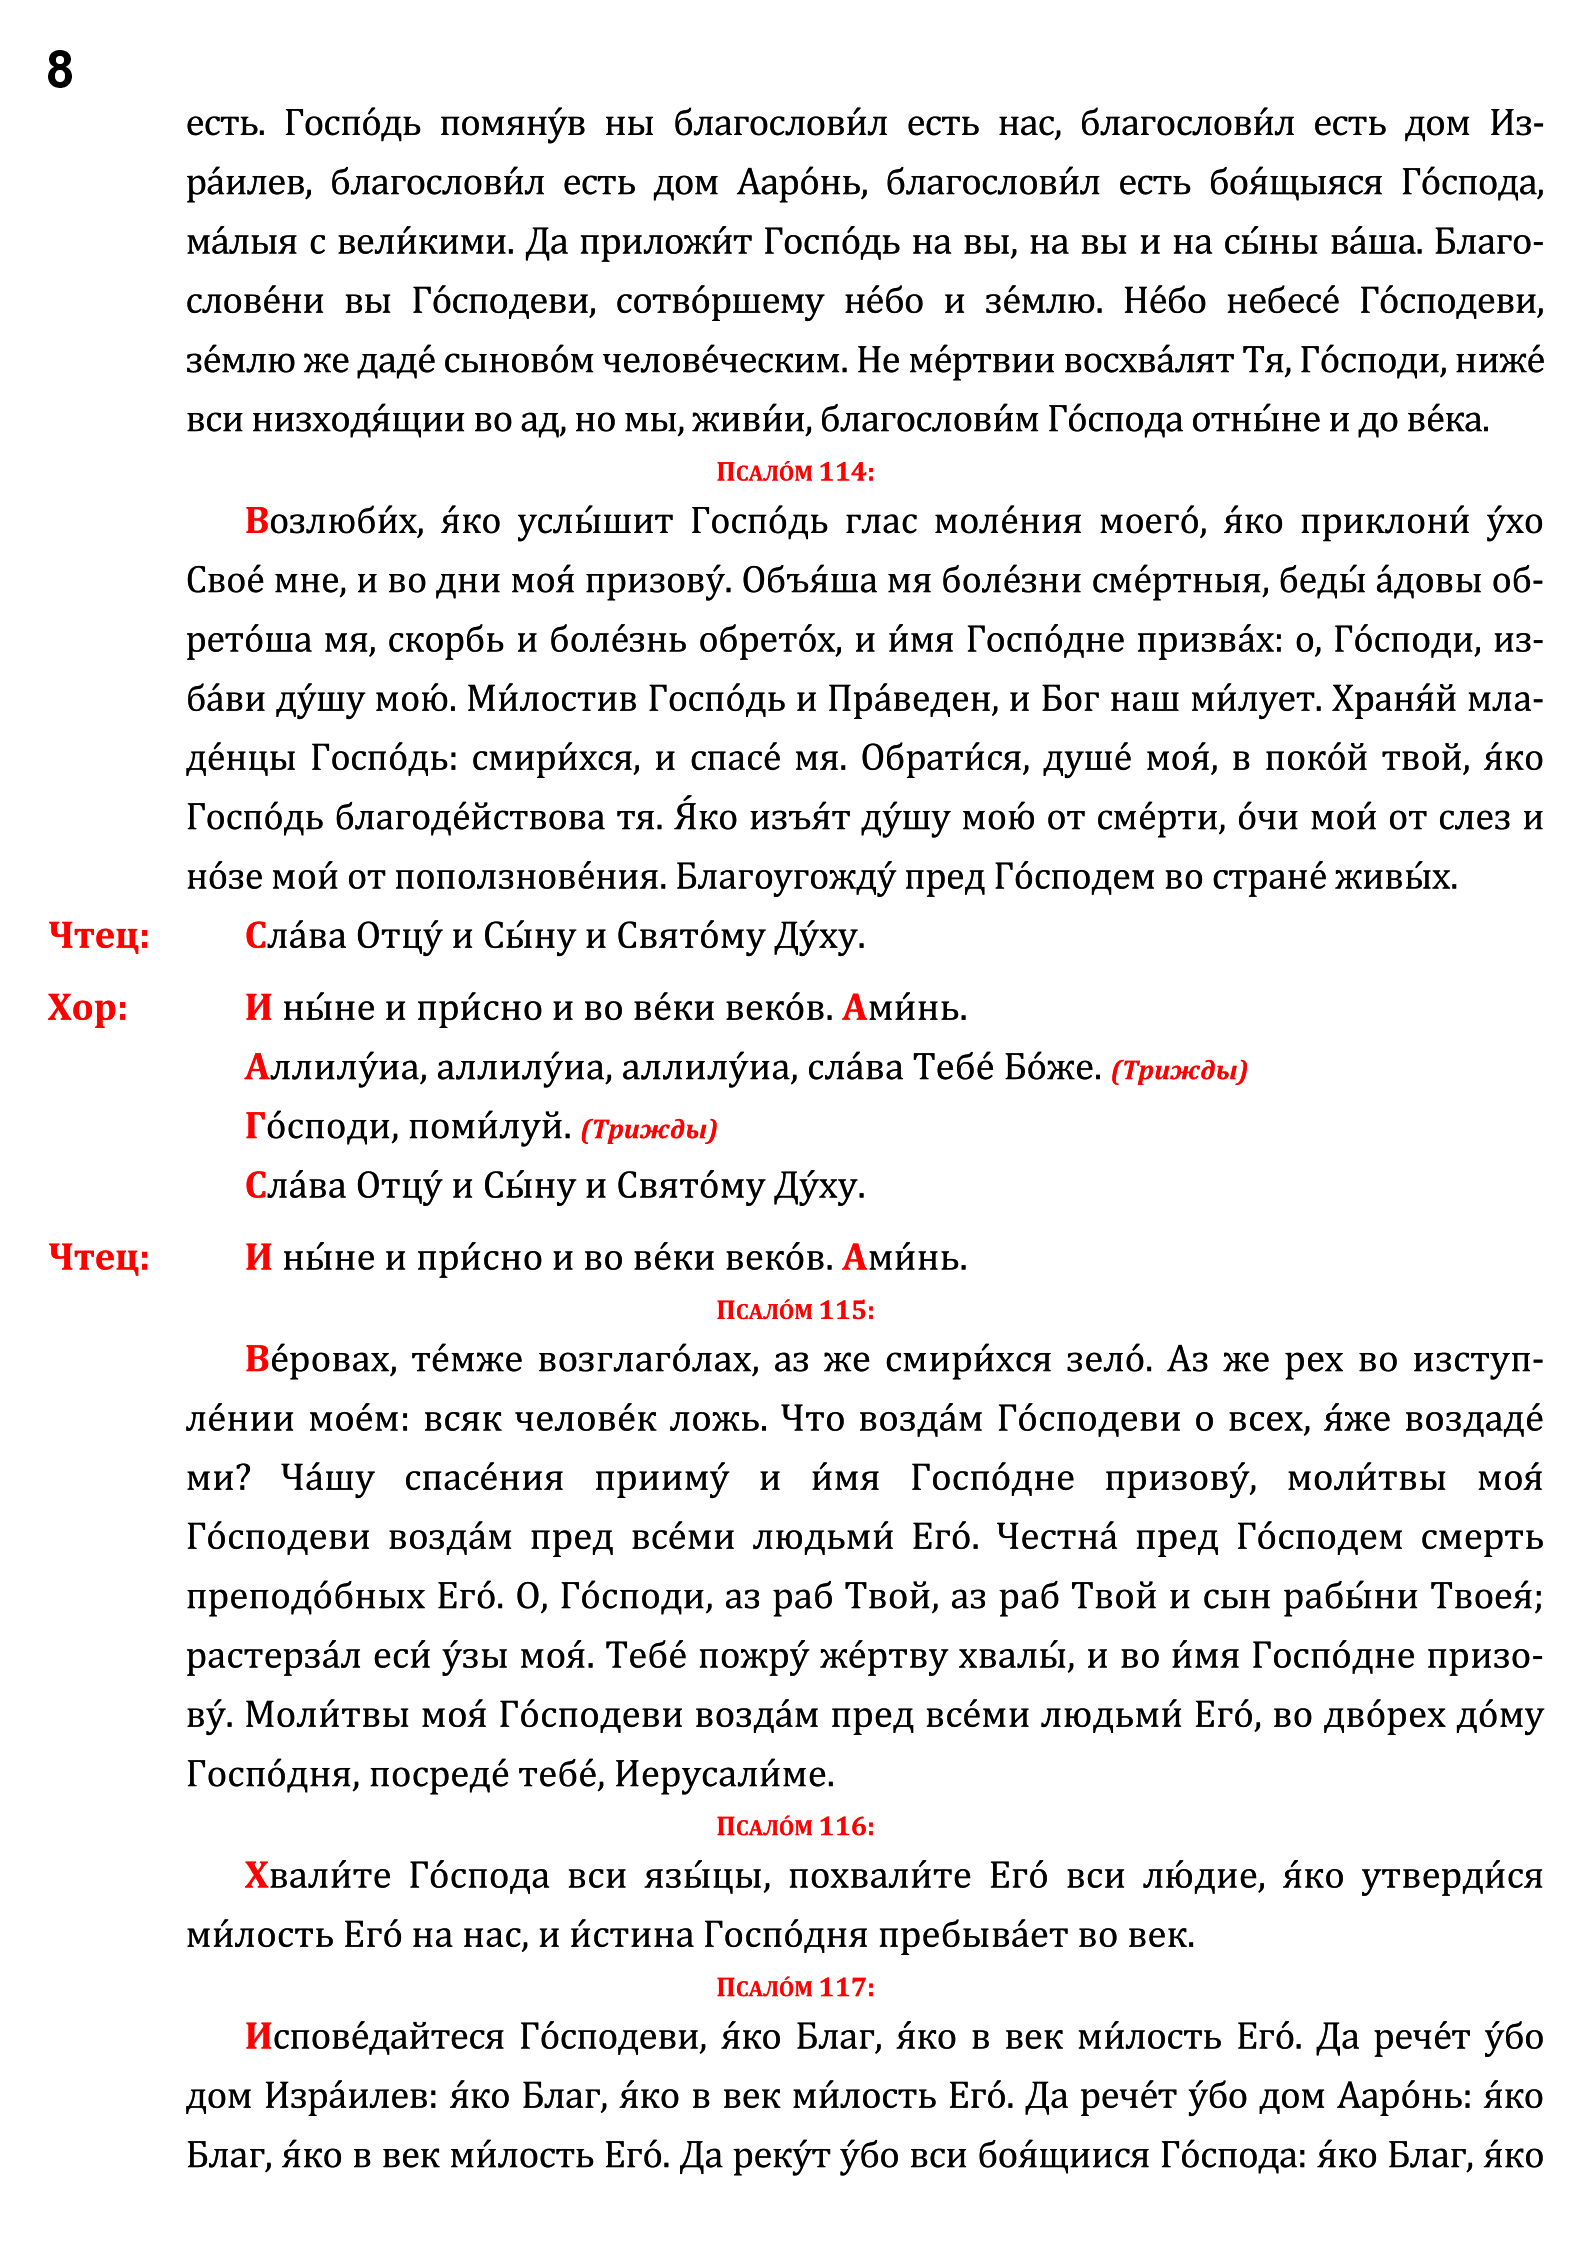 8
есть. Госпо́дь помяну́в ны благослови́л есть нас, благослови́л есть дом Из-
ра́илев, благослови́л есть дом Ааро́нь, благослови́л есть боя́щыяся Го́спода,
ма́лыя с вели́кими. Да приложи́т Госпо́дь на вы, на вы и на сы́ны ва́ша. Благо-
слове́ни вы Го́сподеви, сотво́ршему не́бо и зе́млю. Не́бо небесе́ Го́сподеви,
зе́млю же даде́ сыново́м челове́ческим. Не ме́ртвии восхва́лят Тя, Го́споди, ниже́
вси низходя́щии во ад, но мы, живи́и, благослови́м Го́спода отны́не и до ве́ка.
Псало́м 114:
Возлюби́х, я́ко услы́шит Госпо́дь глас моле́ния моего́, я́ко приклони́ у́хо
Свое́ мне, и во дни моя́ призову́. Объя́ша мя боле́зни сме́ртныя, беды́ а́довы об-
рето́ша мя, скорбь и боле́знь обрето́х, и и́мя Госпо́дне призва́х: о, Го́споди, из-
ба́ви ду́шу мою́. Ми́лостив Госпо́дь и Пра́веден, и Бог наш ми́лует. Храня́й мла-
де́нцы Госпо́дь: смири́хся, и спасе́ мя. Обрати́ся, душе́ моя́, в поко́й твой, я́ко
Госпо́дь благоде́йствова тя. Я́ко изъя́т ду́шу мою́ от сме́рти, о́чи мои́ от слез и
но́зе мои́ от поползнове́ния. Благоугожду́ пред Го́сподем во стране́ живы́х.
Чтец: Сла́ва Отцу́ и Сы́ну и Свято́му Ду́ху.
Хор: И ны́не и при́сно и во ве́ки веко́в. Ами́нь.
Аллилу́иа, аллилу́иа, аллилу́иа, сла́ва Тебе́ Бо́же. (Трижды)
Го́споди, поми́луй. (Трижды)
Сла́ва Отцу́ и Сы́ну и Свято́му Ду́ху.
Чтец: И ны́не и при́сно и во ве́ки веко́в. Ами́нь.
Псало́м 115:
Ве́ровах, те́мже возглаго́лах, аз же смири́хся зело́. Аз же рех во изступ-
ле́нии мое́м: всяк челове́к ложь. Что возда́м Го́сподеви о всех, я́же воздаде́
ми? Ча́шу спасе́ния прииму́ и и́мя Госпо́дне призову́, моли́твы моя́
Го́сподеви возда́м пред все́ми людьми́ Его́. Честна́ пред Го́сподем смерть
преподо́бных Его́. О, Го́споди, аз раб Твой, аз раб Твой и сын рабы́ни Твоея́;
растерза́л еси́ у́зы моя́. Тебе́ пожру́ же́ртву хвалы́, и во и́мя Госпо́дне призо-
ву́. Моли́твы моя́ Го́сподеви возда́м пред все́ми людьми́ Его́, во дво́рех до́му
Госпо́дня, посреде́ тебе́, Иерусали́ме.
Псало́м 116:
Хвали́те Го́спода вси язы́цы, похвали́те Его́ вси лю́дие, я́ко утверди́ся
ми́лость Его́ на нас, и и́стина Госпо́дня пребыва́ет во век.
Псало́м 117:
Испове́дайтеся Го́сподеви, я́ко Благ, я́ко в век ми́лость Его́. Да рече́т у́бо
дом Изра́илев: я́ко Благ, я́ко в век ми́лость Его́. Да рече́т у́бо дом Ааро́нь: я́ко
Благ, я́ко в век ми́лость Его́. Да реку́т у́бо вси боя́щиися Го́спода: я́ко Благ, я́ко